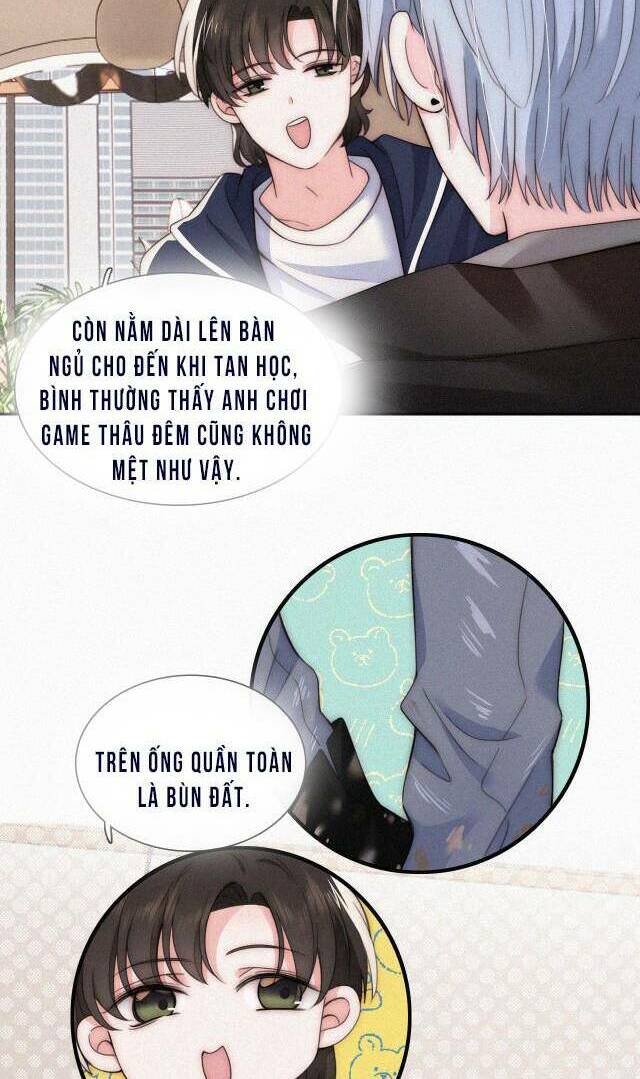 CÒN NẰM DÀI LÊN BÀN
NGỦ CHO ĐẾN KHI TAN HỌC,
BÌNH THƯỜNG THẤY ANH CHƠI
GAME THÂU ĐÊM CŨNG KHÔNG
MỆT NHƯ VẬY.
TRÊN ỐNG QUẦN TOÀN
LÀ BÙN ĐẤT.